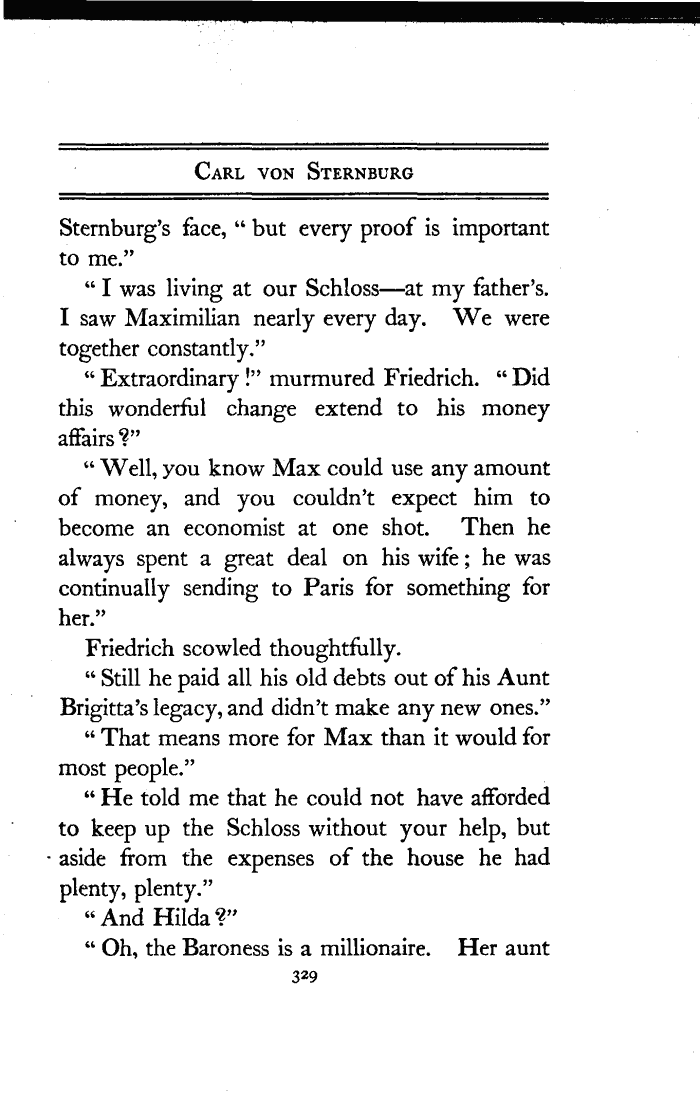 CARL VON STERNBURG
Sternburg's face, “ but every proof is important
to me.”
“ I was living at our Schloss—at my father's.
I saw Maximilian nearly every day. We were
together constantly.”
“ Extraordinary !” murmured Friedrich. “ Did
this wonderful change extend to his money
affairs ?”
“ Well, you know Max could use any amount
of money, and you couldn't expect him to
become an economist at one shot. Then he
always spent a great deal on his wife ; he was
continually sending to Paris for something for
her.”
Friedrich scowled thoughtfully.
“ Still he paid all his old debts out of his Aunt
Brigitta's legacy, and didn't make any new ones.”
“ That means more for Max than it would for
most people.”
“ He told me that he could not have afforded
to keep up the Schloss without your help, but
aside from the expenses of the house he had
plenty, plenty.”
“ And Hilda ?”
“ Oh, the Baroness is a millionaire. Her aunt
329